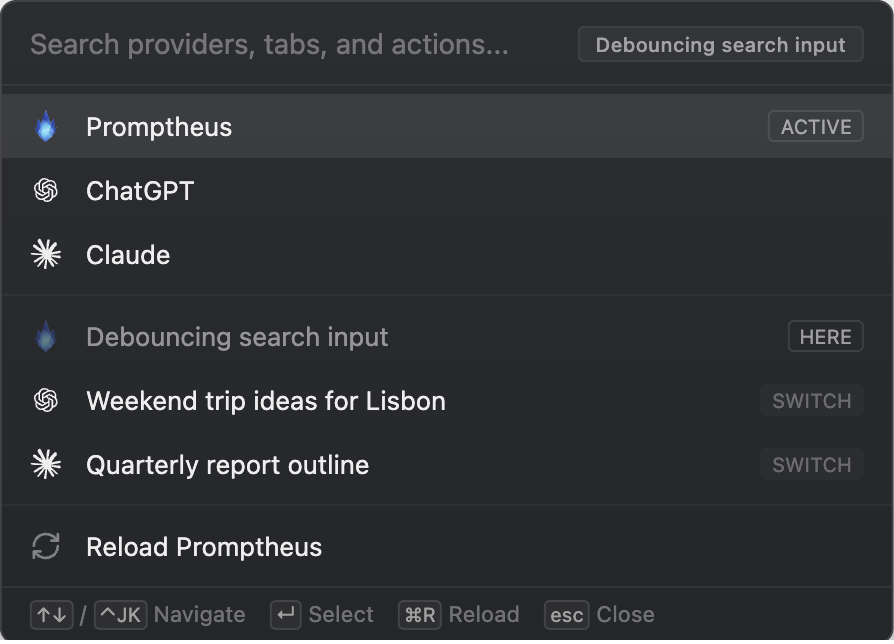 Search providers, tabs, and actions... Debouncing search input
Promptheus ACTIVE
ChatGPT
Claude
Debouncing search input HERE
Weekend trip ideas for Lisbon SWITCH
Quarterly report outline SWITCH
Reload Promptheus
↑↓ / ^JK Navigate ↵ Select ⌘R Reload esc Close